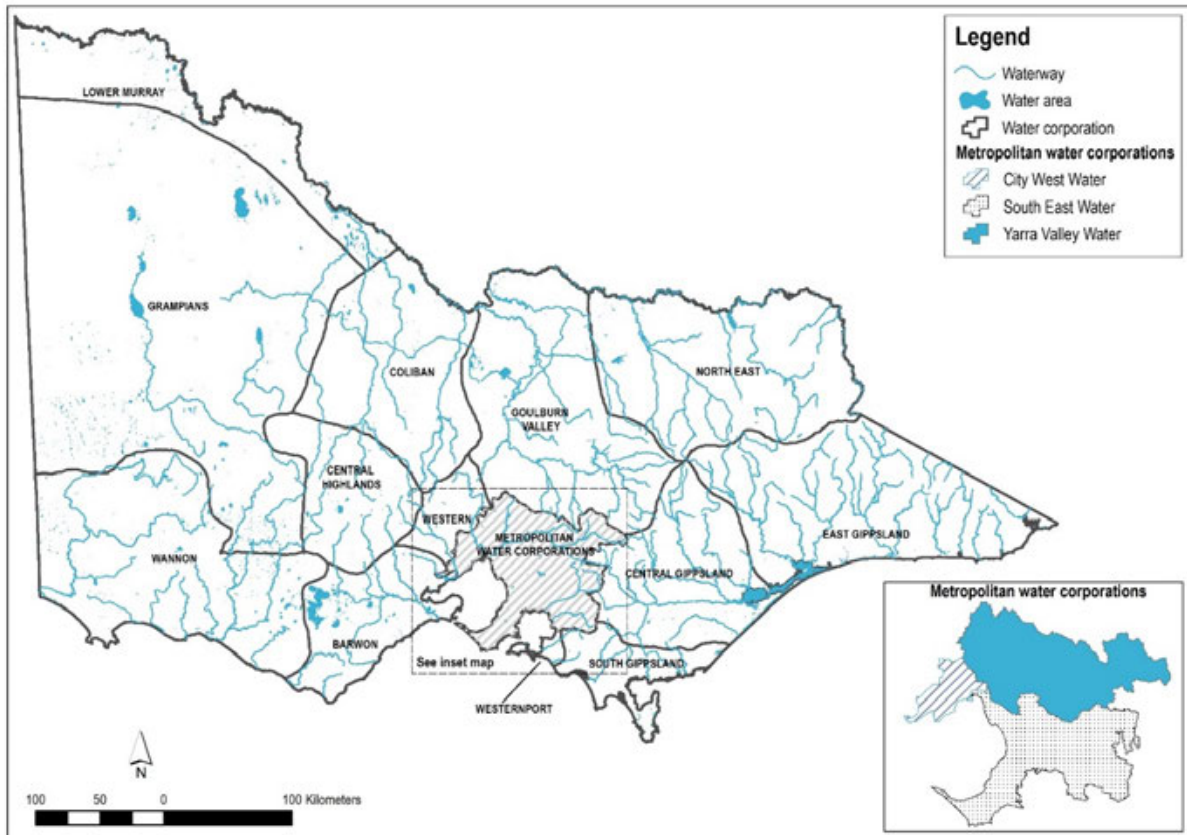 Legend
Waterway
Water area
Water corporation
Metropolitan water corporations
City West Water
South East Water
Yarra Valley Water
LOWER MURRAY
GRAMPIANS
COLIBAN
NORTH EAST
GOULBURN
VALLEY
CENTRAL
HIGHLANDS
WESTERN
METROPOLITAN
WATER CORPORATIONS
EAST GIPPSLAND
WANNON
CENTRAL GIPPSLAND
BARWON
See inset map
SOUTH GIPPSLAND
WESTERNPORT
Metropolitan water corporations
N
100 50 0 100 Kilometers